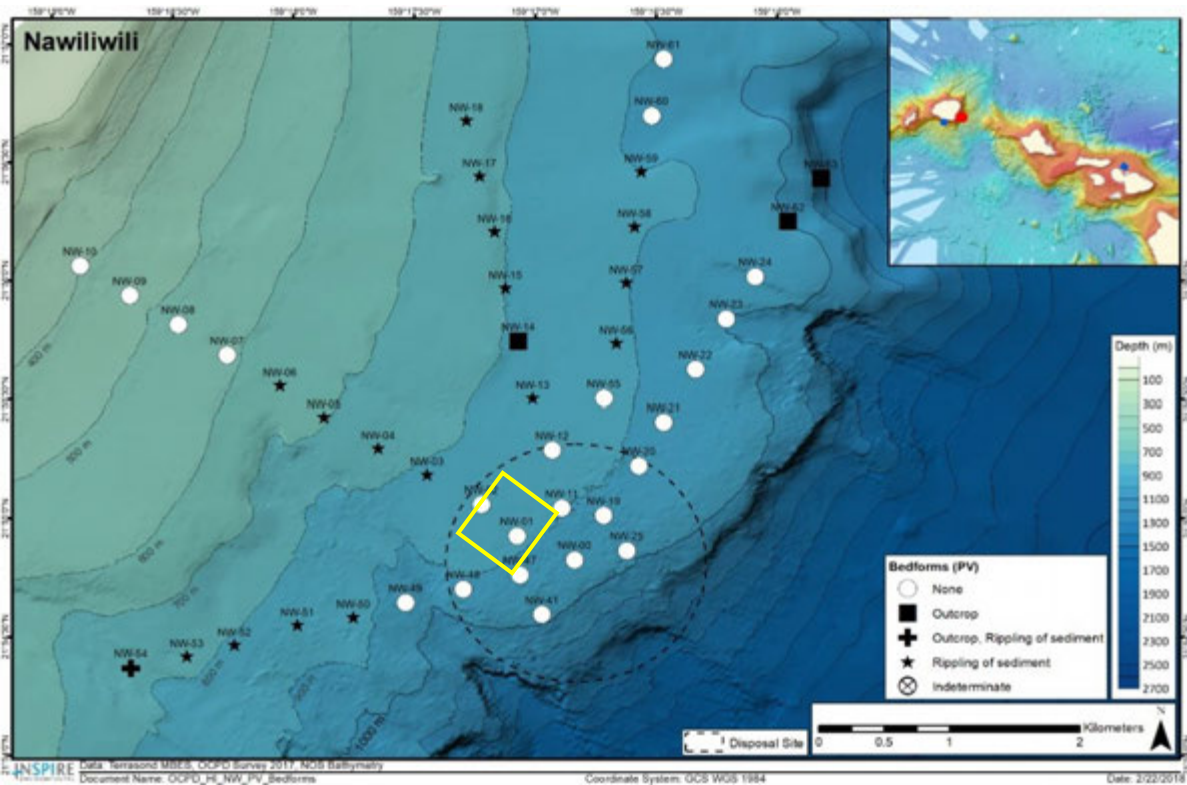 Nawiliwili
NW-61
NW-60
NW-18
NW-59
NW-17
NW-63
NW-62
NW-58
NW-16
NW-10
NW-24
NW-57
NW-15
NW-09
NW-23
NW-08
NW-14
NW-56
NW-07
NW-22
NW-06
NW-55
NW-13
NW-05
NW-21
NW-12
NW-04
NW-20
NW-03
NW-11
NW-19
NW-01
NW-25
NW-00
NW-48
NW-49
NW-41
NW-50
NW-51
NW-52
NW-53
NW-54
400 m
500 m
600 m
700 m
800 m
1000 m
Depth (m)
100
300
500
700
900
1100
1300
1500
1700
1900
2100
2300
2500
2700
Bedforms (PV)
None
Outcrop
Outcrop, Rippling of sediment
Rippling of sediment
Indeterminate
Disposal Site
N
Kilometers
0 0.5 1 2
INSPIRE
Data: Terrasond MBES, OCPD Survey 2017, NOS Bathymetry
Document Name: OCPD_HI_NW_PV_Bedforms Coordinate System: GCS WGS 1984 Date: 2/22/2018